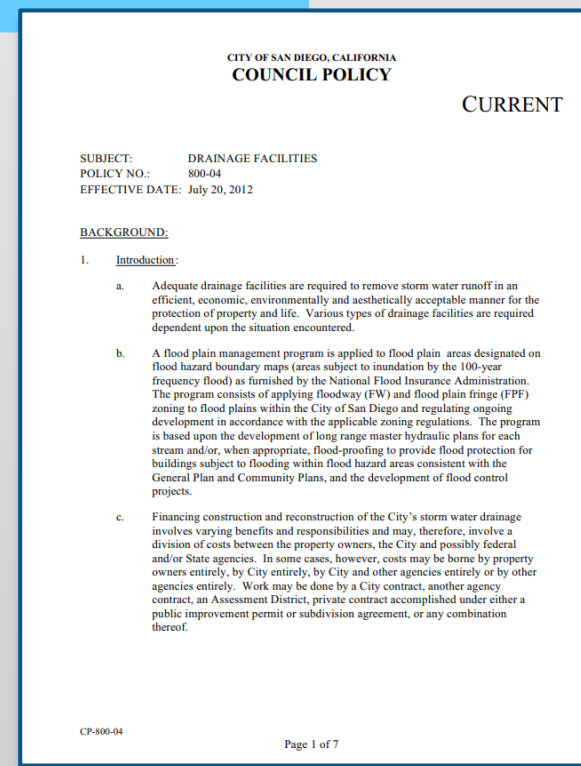 CITY OF SAN DIEGO, CALIFORNIA
COUNCIL POLICY
CURRENT
SUBJECT: DRAINAGE FACILITIES
POLICY NO.: 800-04
EFFECTIVE DATE: July 20, 2012
BACKGROUND:
1. Introduction:
a. Adequate drainage facilities are required to remove storm water runoff in an
efficient, economic, environmentally and aesthetically acceptable manner for the
protection of property and life. Various types of drainage facilities are required
dependent upon the situation encountered.
b. A flood plain management program is applied to flood plain areas designated on
flood hazard boundary maps (areas subject to inundation by the 100-year
frequency flood) as furnished by the National Flood Insurance Administration.
The program consists of applying floodway (FW) and flood plain fringe (FPF)
zoning to flood plains within the City of San Diego and regulating ongoing
development in accordance with the applicable zoning regulations. The program
is based upon the development of long range master hydraulic plans for each
stream and/or, when appropriate, flood-proofing to provide flood protection for
buildings subject to flooding within flood hazard areas consistent with the
General Plan and Community Plans, and the development of flood control
projects.
c. Financing construction and reconstruction of the City's storm water drainage
involves varying benefits and responsibilities and may, therefore, involve a
division of costs between the property owners, the City and possibly federal
and/or State agencies. In some cases, however, costs may be borne by property
owners entirely, by City entirely, by City and other agencies entirely or by other
agencies entirely. Work may be done by a City contract, another agency
contract, an Assessment District, private contract accomplished under either a
public improvement permit or subdivision agreement, or any combination
thereof.
CP-800-04
Page 1 of 7